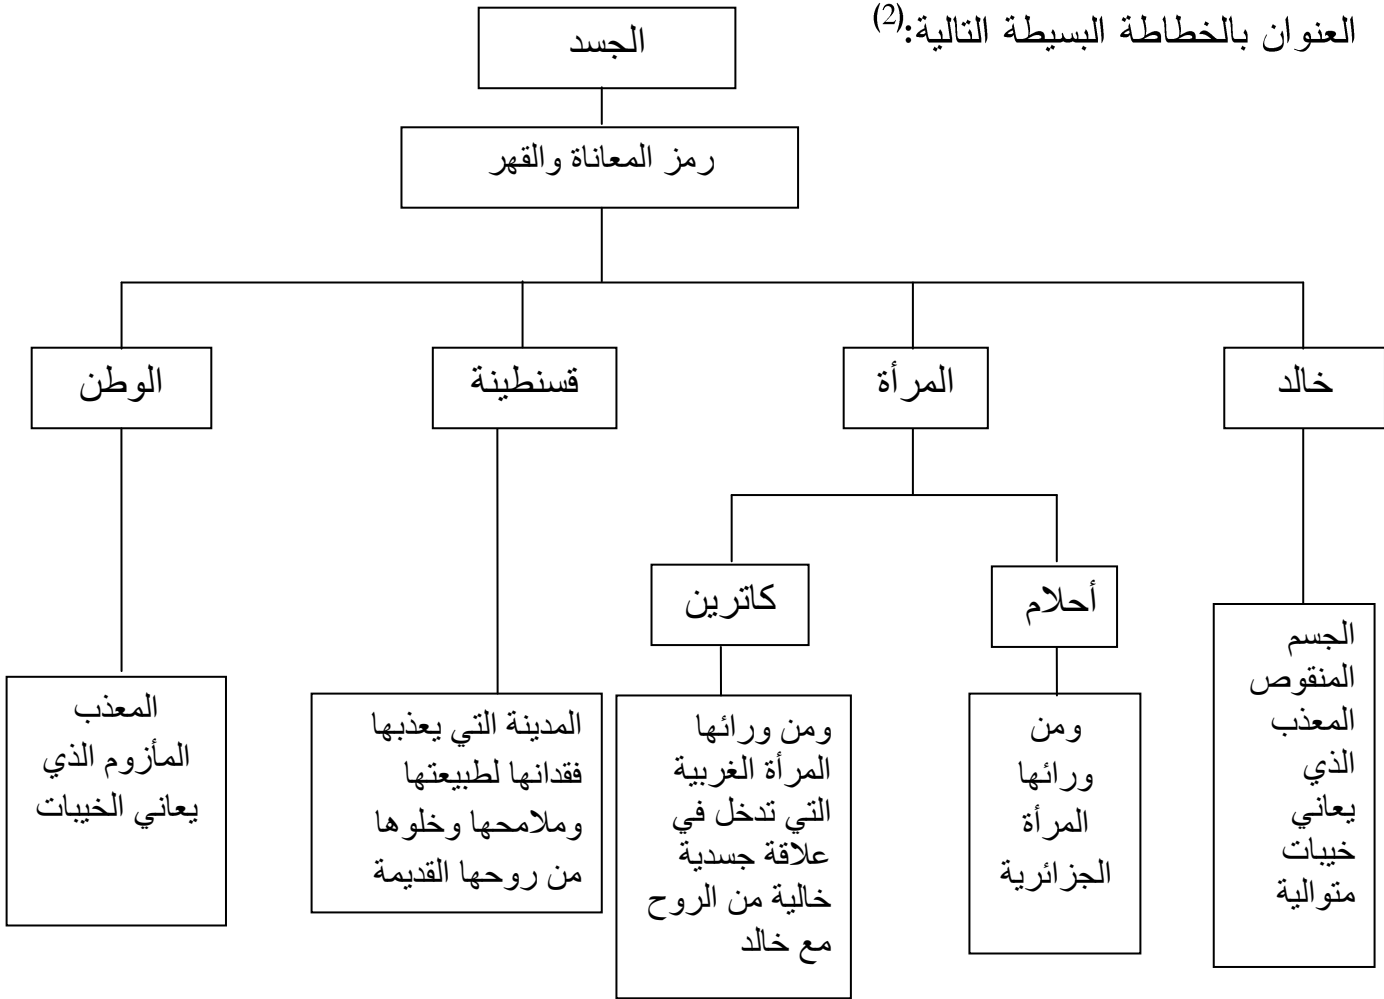 العنوان بالخطاطة البسيطة التالية:(2)
الجسد
رمز المعاناة والقهر
خالد
المرأة
قسنطينة
الوطن
أحلام
كاترين
الجسم
المنقوص
المعذب
الذي
يعاني
خيبات
متوالية
ومن
ورائها
المرأة
الجزائرية
ومن ورائها
المرأة الغربية
التي تدخل في
علاقة جسدية
خالية من الروح
مع خالد
المدينة التي يعذبها
فقدانها لطبيعتها
وملامحها وخلوها
من روحها القديمة
المعذب
المأزوم الذي
يعاني الخيبات